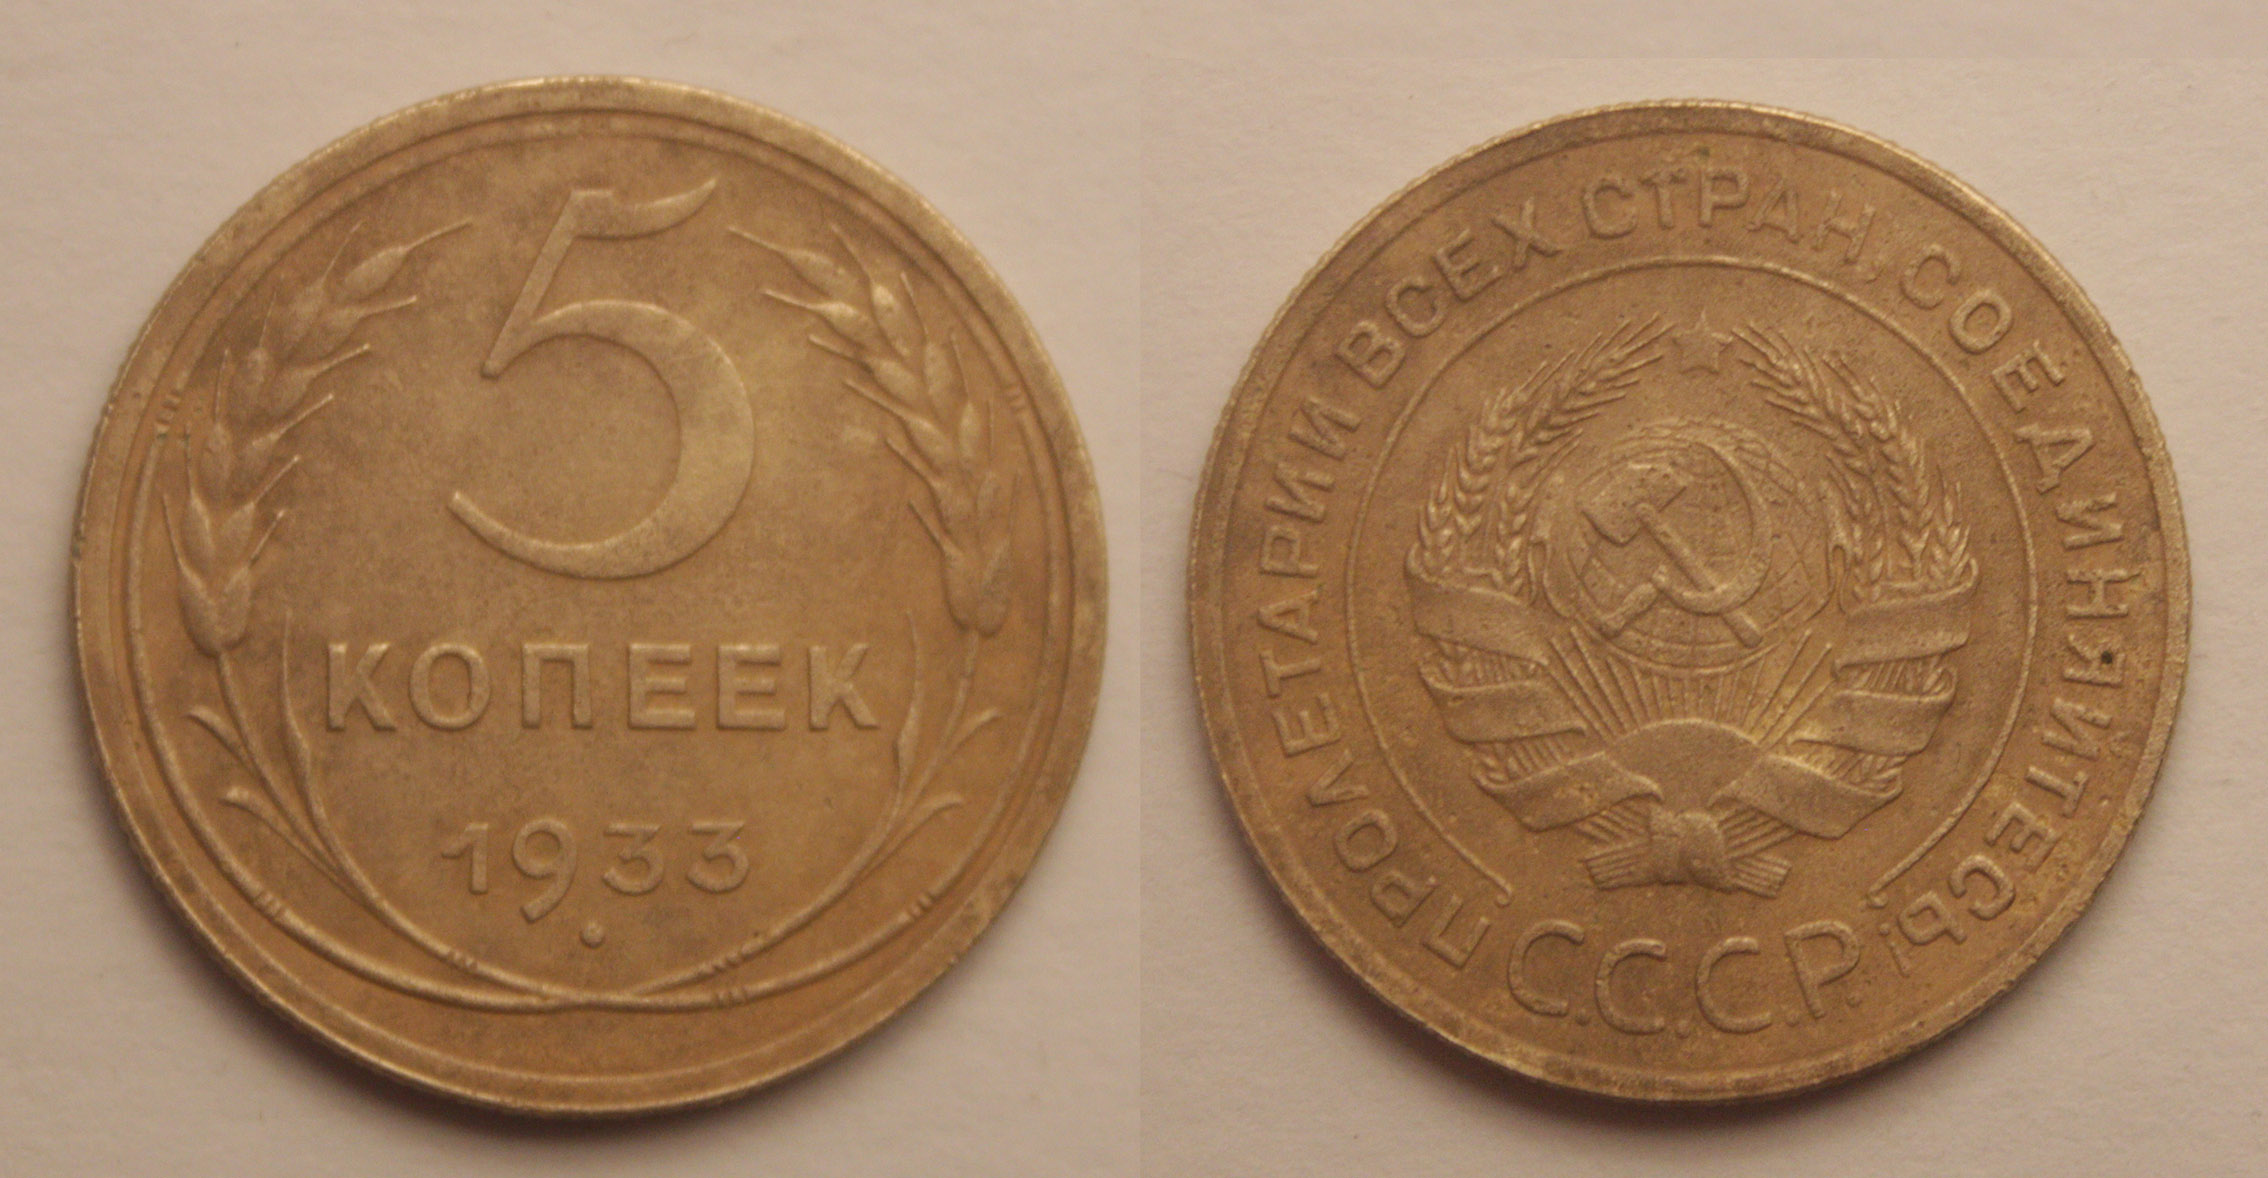 5
КОПЕЕК
1933
ПРОЛЕТАРИИ ВСЕХ СТРАН, СОЕДИНЯЙТЕСЬ!
С.С.С.Р.